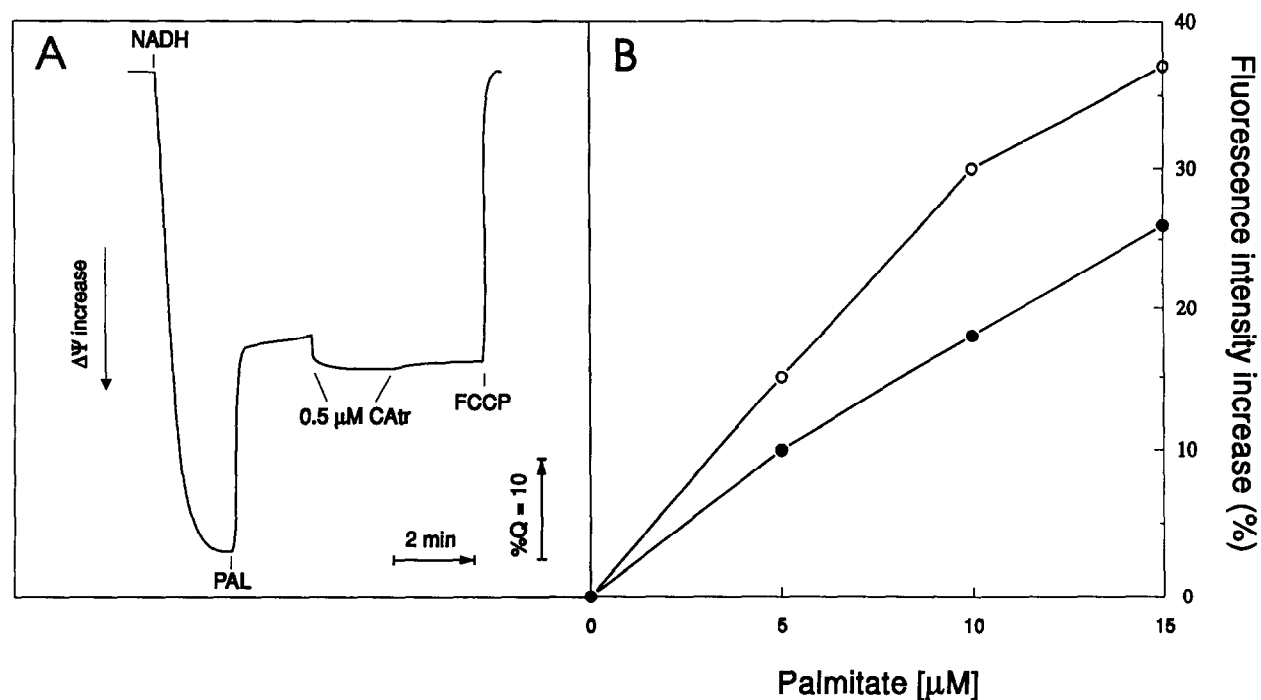 A
NADH
ΔΨ increase
0.5 μM CAtr
FCCP
PAL
2 min
%Q = 10
B
40
30
20
10
0
Fluorescence intensity increase (%)
0 5 10 15
Palmitate [μM]